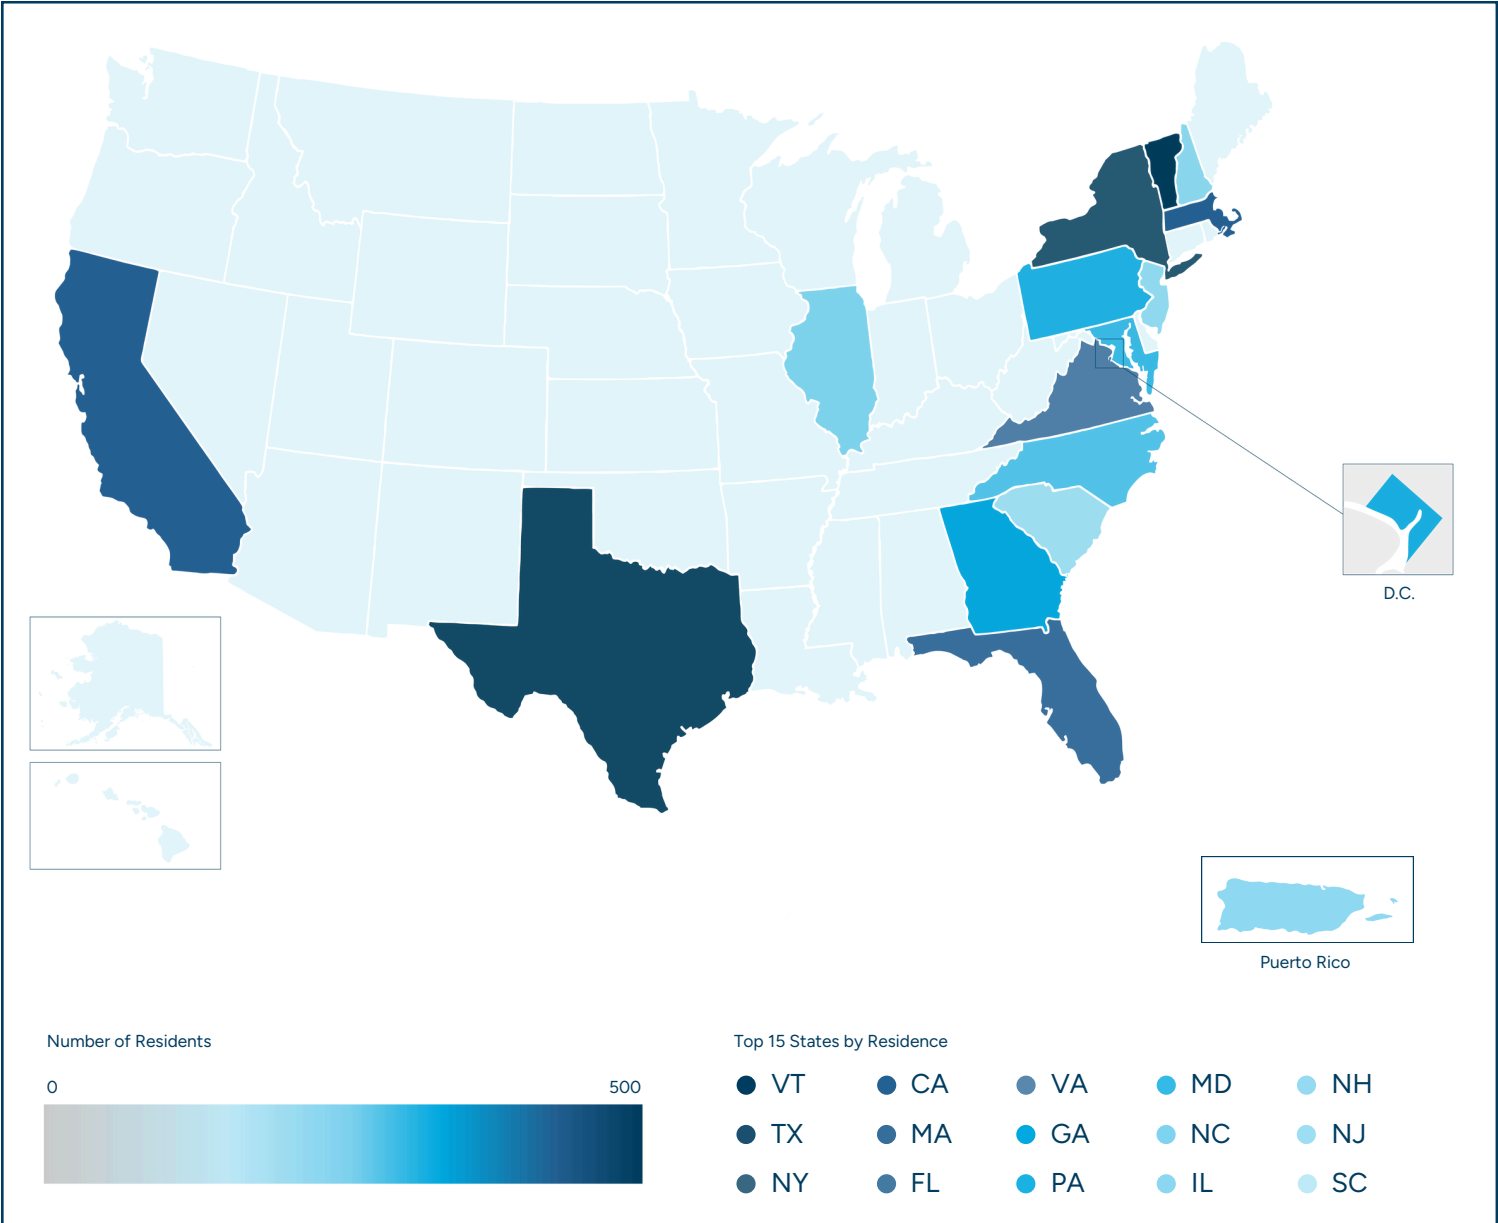 D.C.
Puerto Rico
Number of Residents
0 500
Top 15 States by Residence
VT CA VA MD NH
TX MA GA NC NJ
NY FL PA IL SC